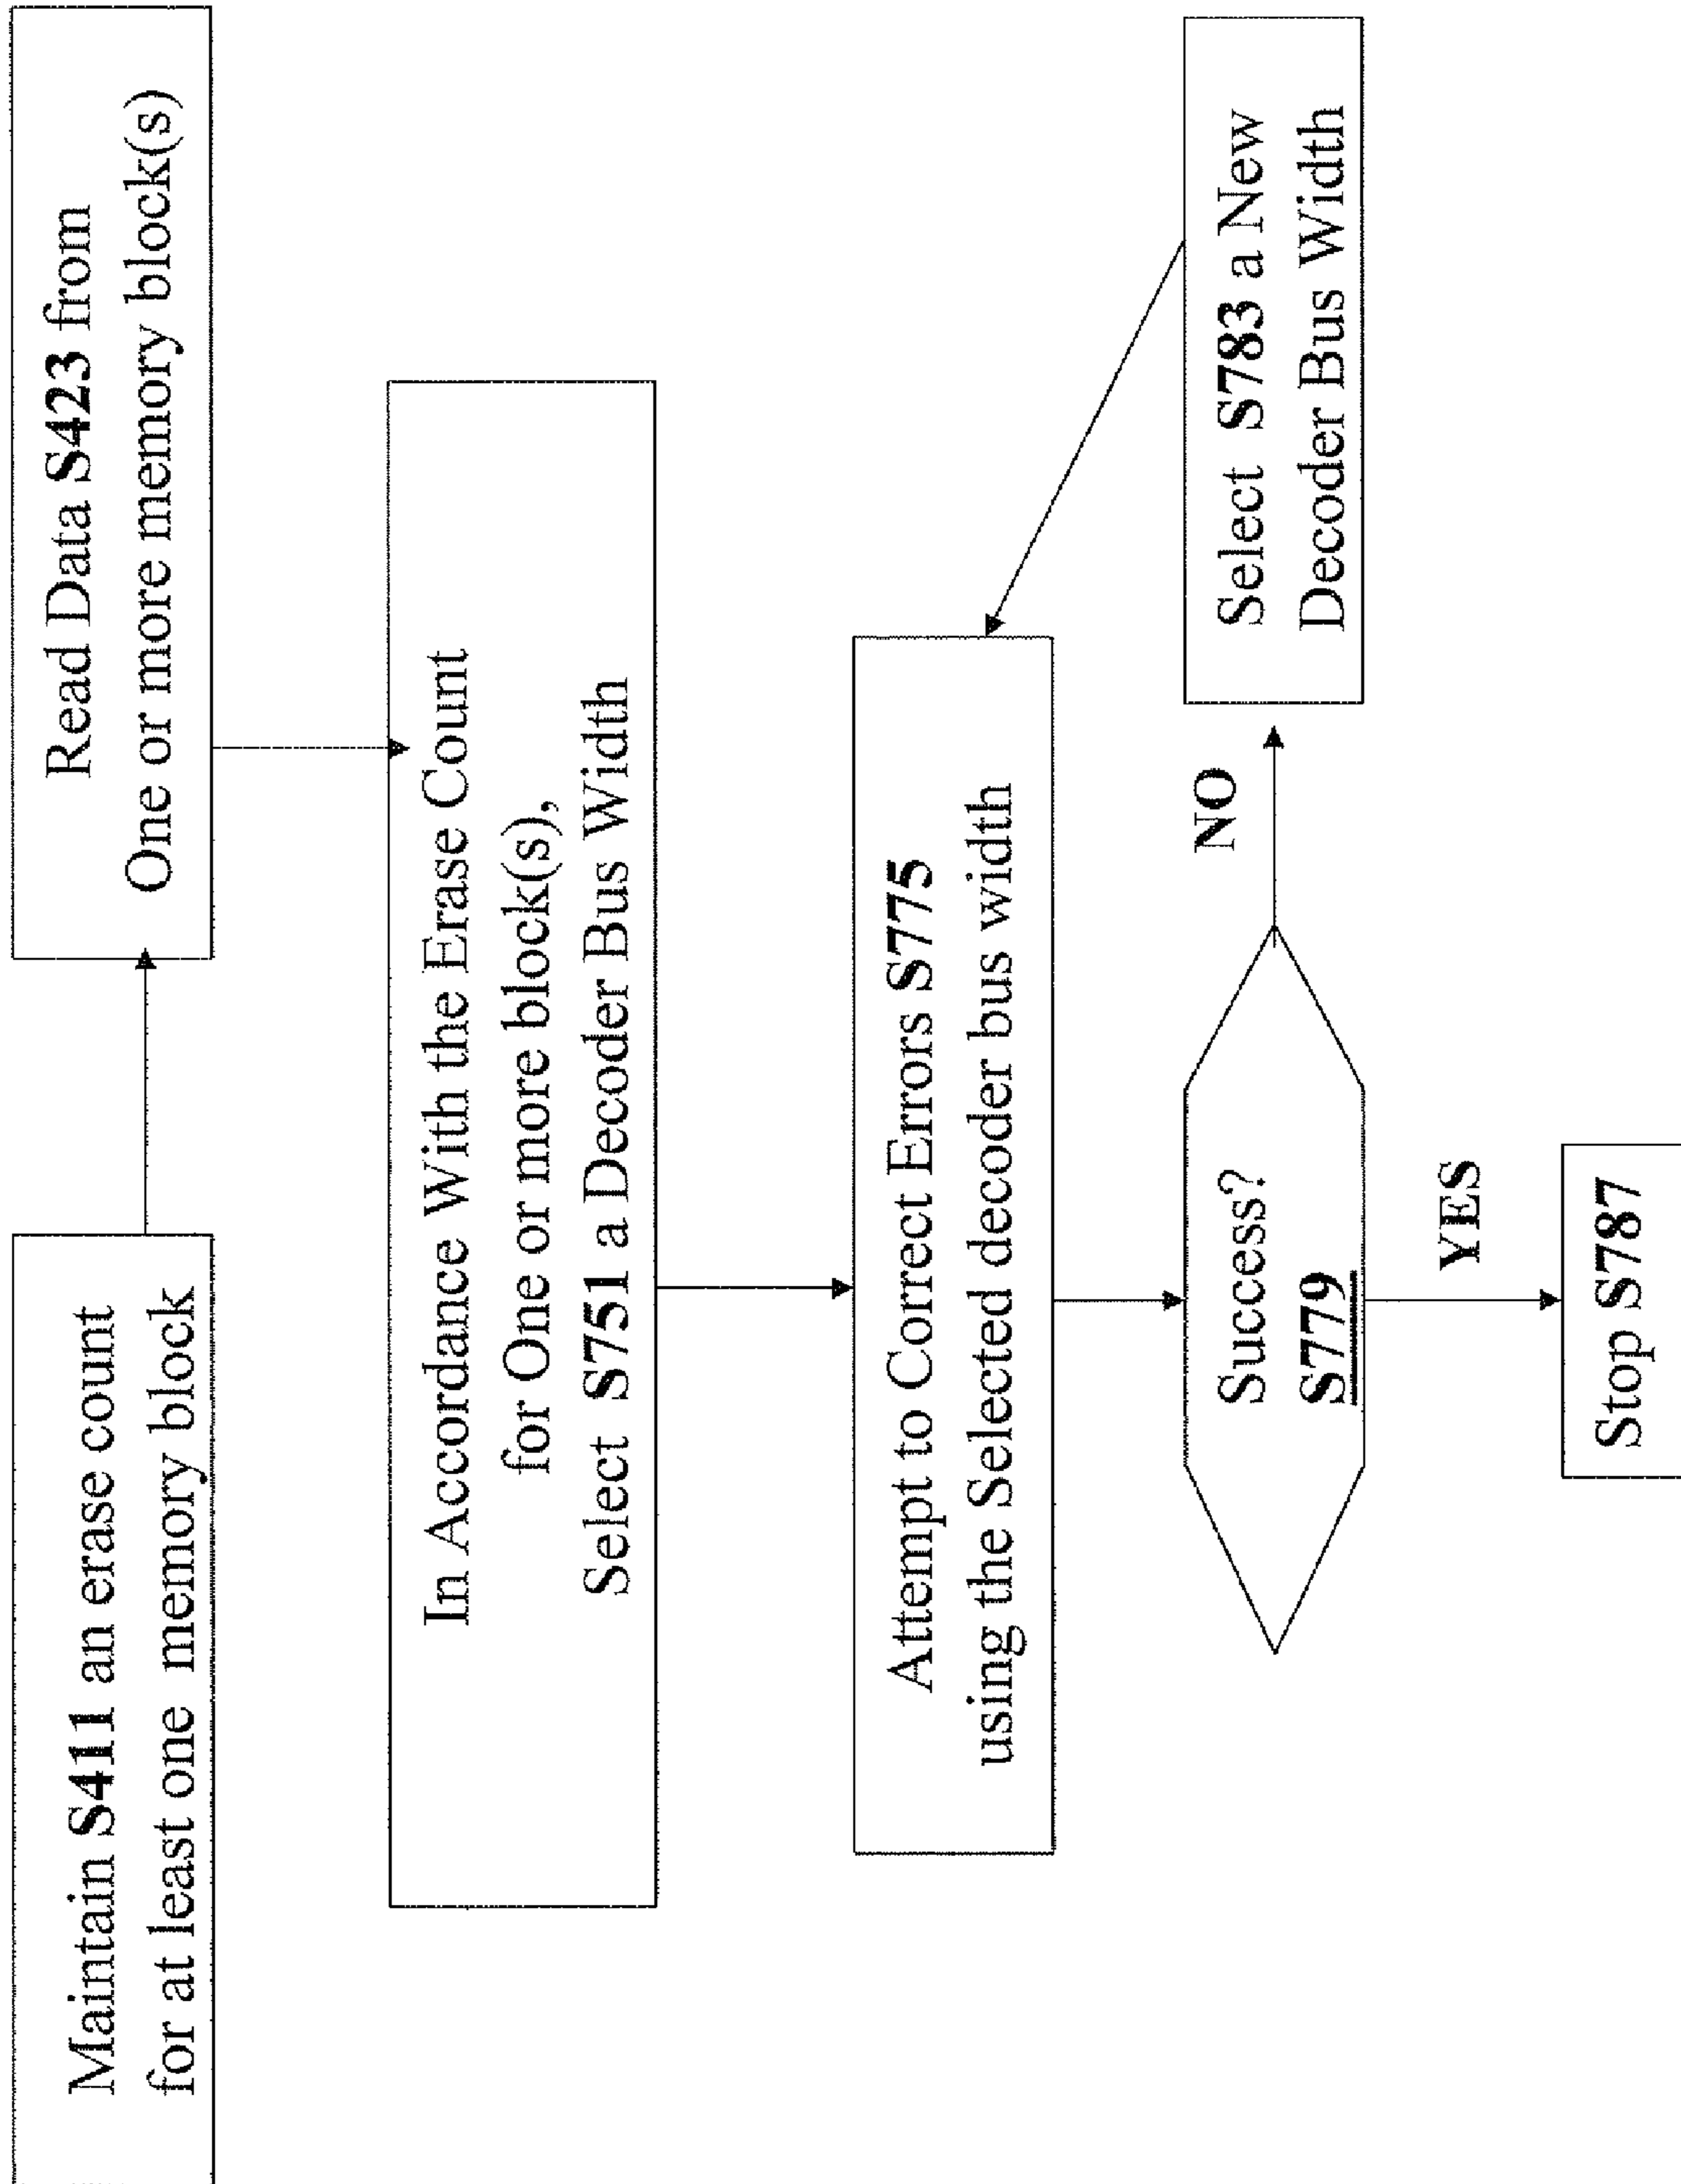 Maintain S411 an erase count
for at least one memory block
Read Data S423 from
One or more memory block(s)
In Accordance With the Erase Count
for One or more block(s),
Select S751 a Decoder Bus Width
Attempt to Correct Errors S775
using the Selected decoder bus width
Success?
S779
NO
Select S783 a New
Decoder Bus Width
YES
Stop S787